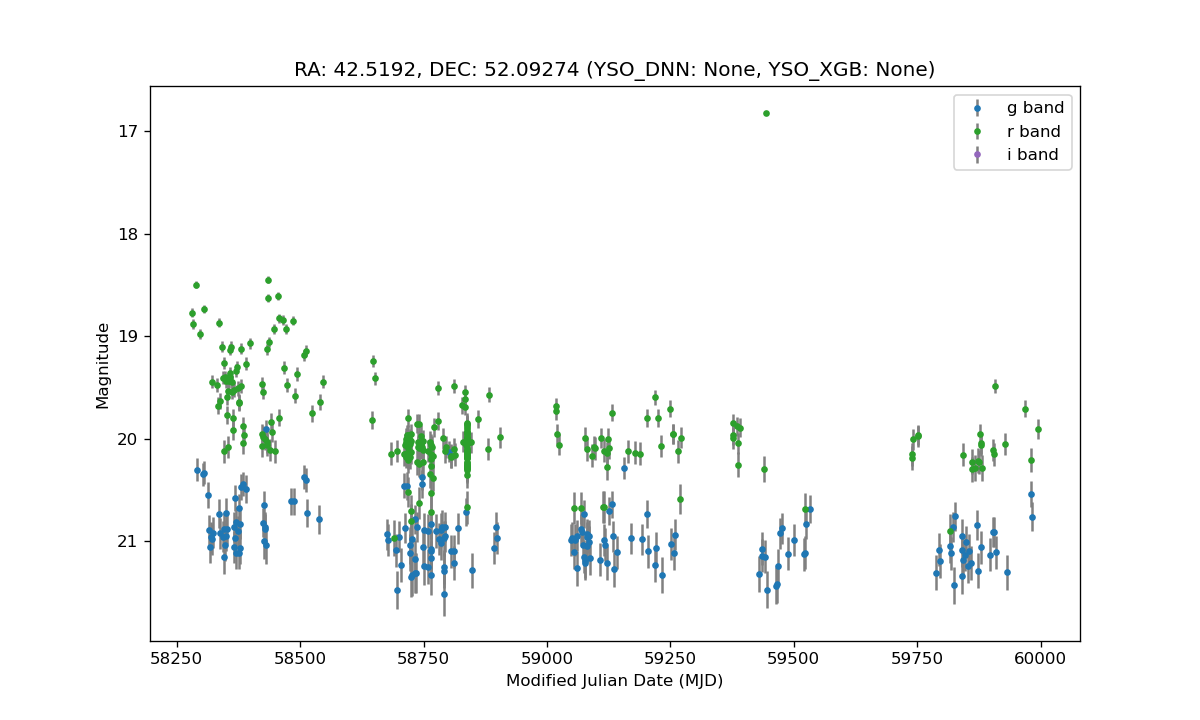 RA: 42.5192, DEC: 52.09274 (YSO_DNN: None, YSO_XGB: None)
g band
r band
i band
17
18
19
20
21
Magnitude
58250 58500 58750 59000 59250 59500 59750 60000
Modified Julian Date (MJD)